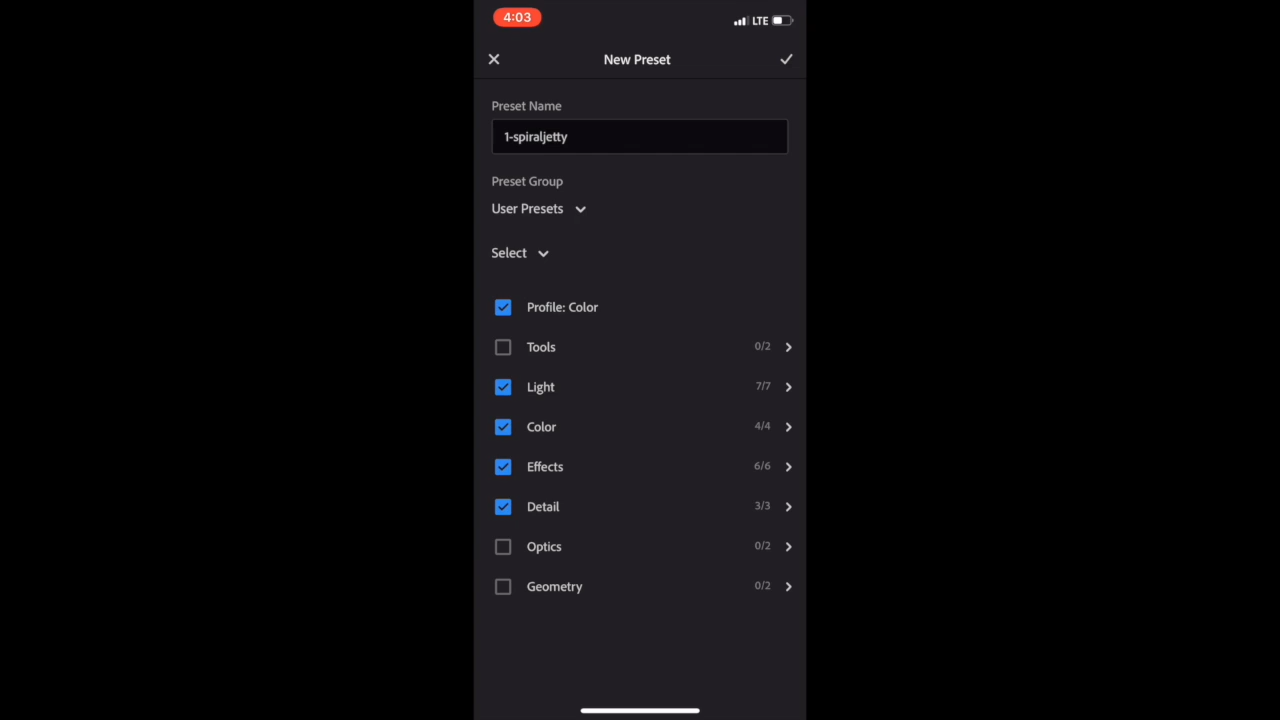 4:03
LTE
New Preset
Preset Name
1-spiraljetty
Preset Group
User Presets
Select
Profile: Color
Tools 0/2
Light 7/7
Color 4/4
Effects 6/6
Detail 3/3
Optics 0/2
Geometry 0/2